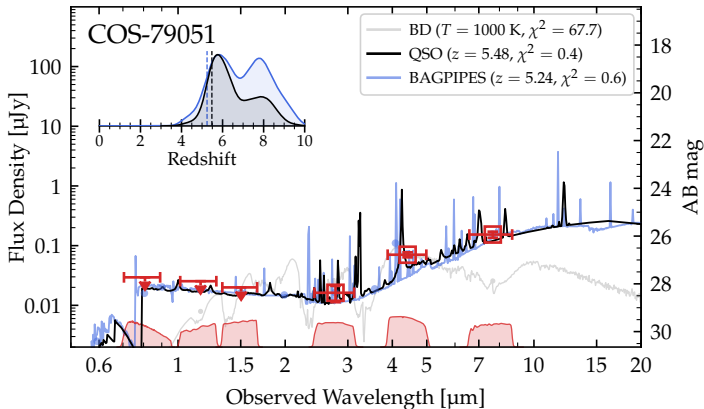 COS-79051
BD (T = 1000 K, χ² = 67.7)
QSO (z = 5.48, χ² = 0.4)
BAGPIPES (z = 5.24, χ² = 0.6)
0 2 4 6 8 10
Redshift
100
10
1
0.1
0.01
Flux Density [μJy]
18
19
20
22
24
26
28
30
AB mag
0.6 1 1.5 2 3 4 5 7 10 15 20
Observed Wavelength [μm]